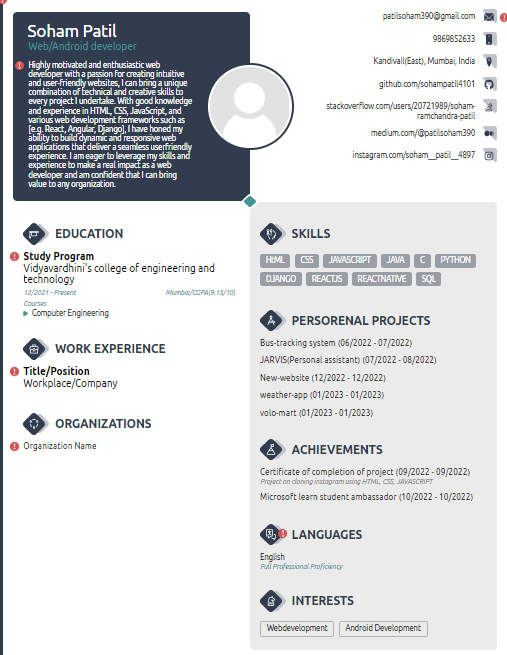 Soham Patil
Web/Android developer
Highly motivated and enthusiastic web
developer with a passion for creating intuitive
and user-friendly websites, I can bring a unique
combination of technical and creative skills to
every project I undertake. With good knowledge
and experience in HTML, CSS, JavaScript, and
various web development frameworks such as
[e.g. React, Angular, Django], I have honed my
ability to build dynamic and responsive web
applications that deliver a seamless userfriendly
experience. I am eager to leverage my skills and
experience to make a real impact as a web
developer and am confident that I can bring
value to any organization.
patilsoham390@gmail.com
9869852633
Kandivail(East), Mumbai, India
github.com/sohampatil4101
stackoverflow.com/users/20721989/soham-
ramchandra-patil
medium.com/@patilsoham390
instagram.com/soham__patil__4897
EDUCATION
Study Program
Vidyavardhini's college of engineering and
technology
12/2021 - Present
Mumbai/CGPA(9.15/10)
Courses
Computer Engineering
WORK EXPERIENCE
Title/Position
Workplace/Company
ORGANIZATIONS
Organization Name
SKILLS
HtML CSS JAVASCRIPT JAVA C PYTHON
DJANGO REACTJS REACTNATIVE SQL
PERSORENAL PROJECTS
Bus-tracking system (06/2022 - 07/2022)
JARVIS(Personal assistant) (07/2022 - 08/2022)
New-website (12/2022 - 12/2022)
weather-app (01/2023 - 01/2023)
volo-mart (01/2023 - 01/2023)
ACHIEVEMENTS
Certificate of completion of project (09/2022 - 09/2022)
Project on cloning instagram using HTML, CSS, JAVASCRIPT
Microsoft learn student ambassador (10/2022 - 10/2022)
LANGUAGES
English
Full Professional Proficiency
INTERESTS
Webdevelopment Android Development